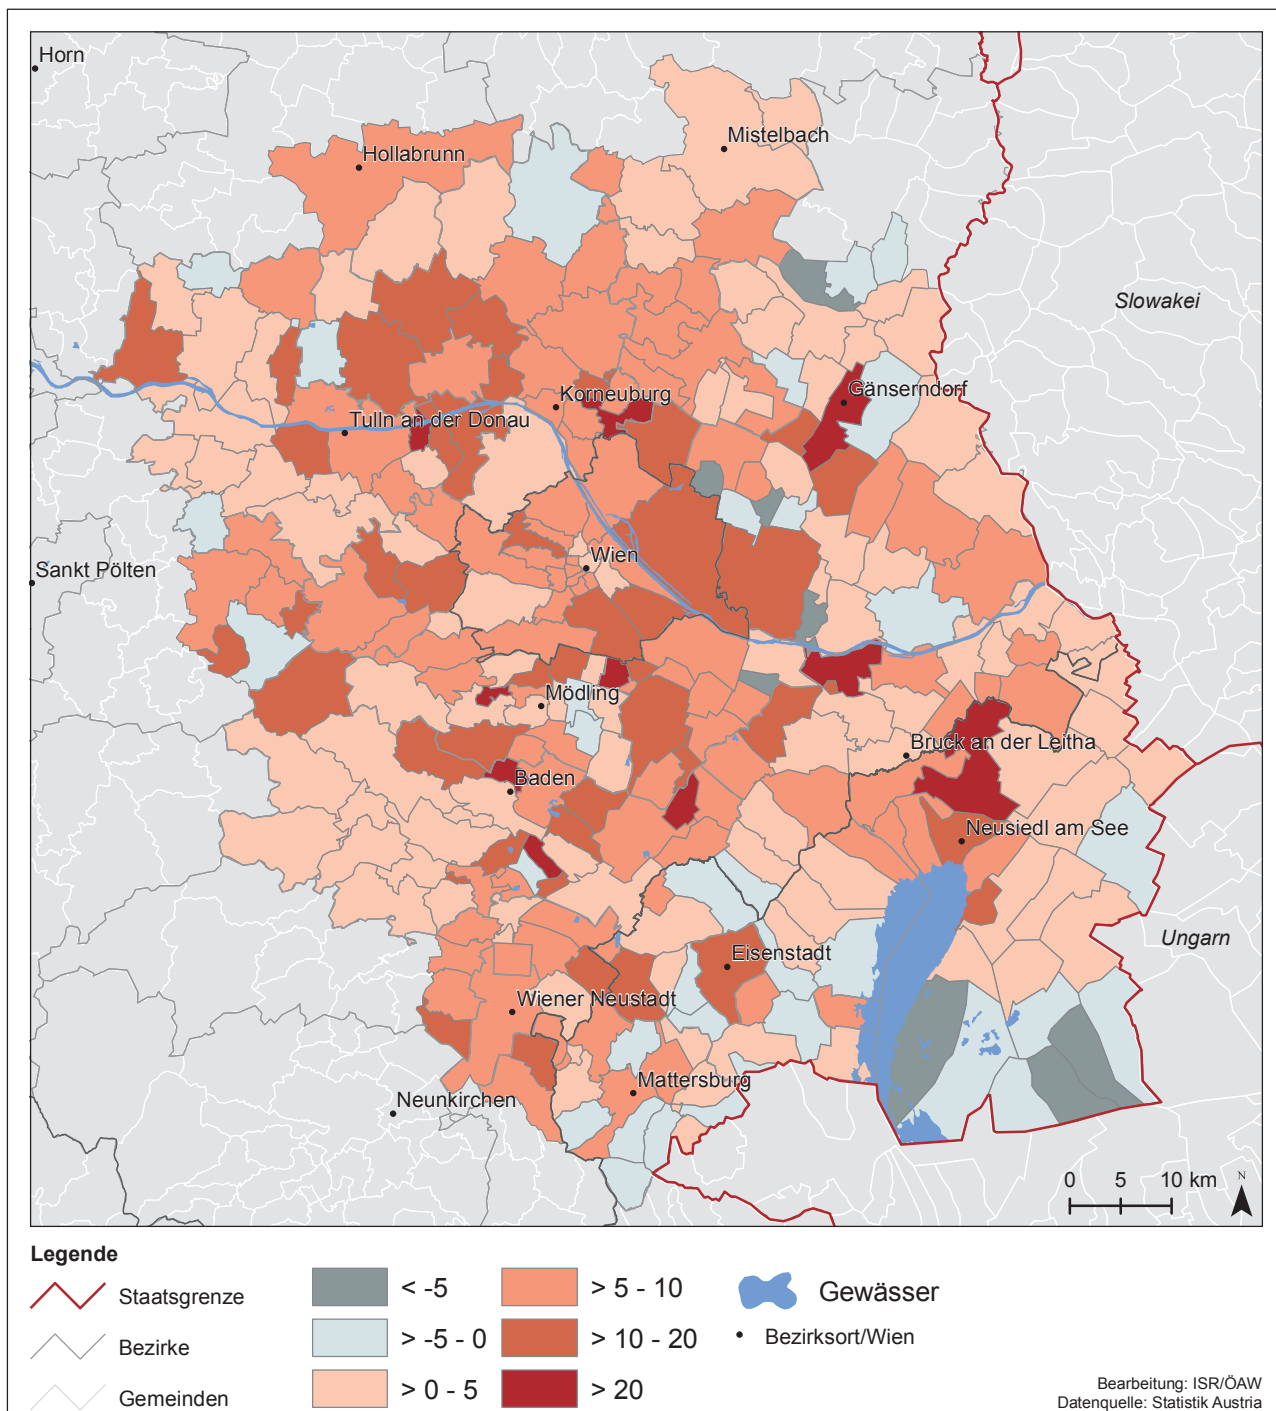 Horn
Mistelbach
Hollabrunn
Slowakei
Gänserndorf
Korneuburg
Tulln an der Donau
Wien
Sankt Pölten
Mödling
Bruck an der Leitha
Baden
Neusiedl am See
Ungarn
Eisenstadt
Wiener Neustadt
Mattersburg
Neunkirchen
0 5 10 km
N
Legende
Staatsgrenze
Bezirke
Gemeinden
< -5
> -5 - 0
> 0 - 5
> 5 - 10
> 10 - 20
> 20
Gewässer
Bezirksort/Wien
Bearbeitung: ISR/ÖAW
Datenquelle: Statistik Austria